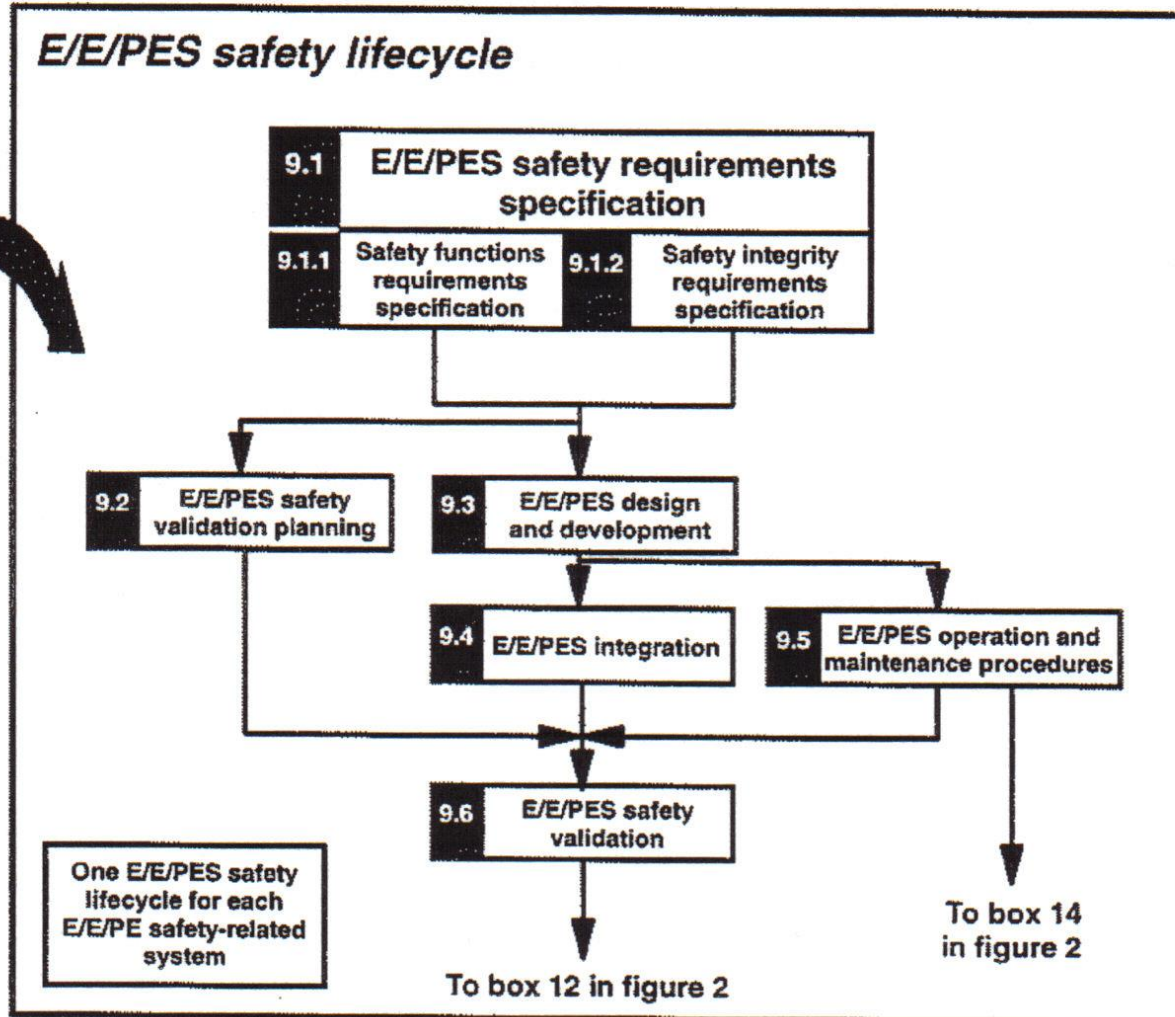 E/E/PES safety lifecycle
9.1
E/E/PES safety requirements
specification
9.1.1
Safety functions
requirements
specification
9.1.2
Safety integrity
requirements
specification
9.2
E/E/PES safety
validation planning
9.3
E/E/PES design
and development
9.4
E/E/PES integration
9.5
E/E/PES operation and
maintenance procedures
9.6
E/E/PES safety
validation
One E/E/PES safety
lifecycle for each
E/E/PE safety-related
system
To box 14
in figure 2
To box 12 in figure 2